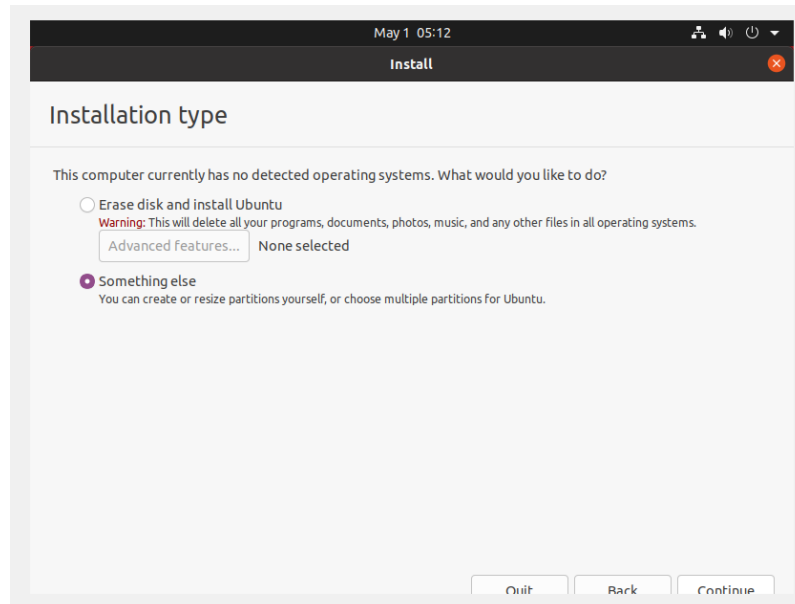 May 1 05:12
Install
Installation type
This computer currently has no detected operating systems. What would you like to do?
Erase disk and install Ubuntu
Warning: This will delete all your programs, documents, photos, music, and any other files in all operating systems.
Advanced features... None selected
Something else
You can create or resize partitions yourself, or choose multiple partitions for Ubuntu.
Quit Back Continue